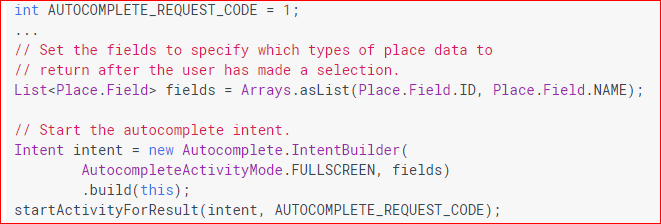 int AUTOCOMPLETE_REQUEST_CODE = 1;
...
// Set the fields to specify which types of place data to
// return after the user has made a selection.
List<Place.Field> fields = Arrays.asList(Place.Field.ID, Place.Field.NAME);
// Start the autocomplete intent.
Intent intent = new Autocomplete.IntentBuilder(
AutocompleteActivityMode.FULLSCREEN, fields)
.build(this);
startActivityForResult(intent, AUTOCOMPLETE_REQUEST_CODE);